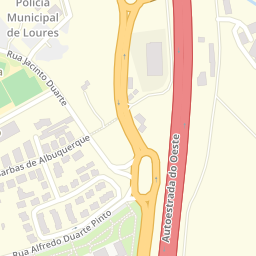 Polícia
Municipal
de Loures
Rua Jacinto Duarte
Barbas de Albuquerque
Autoestrada do Oeste
Rua Alfredo Duarte Pinto